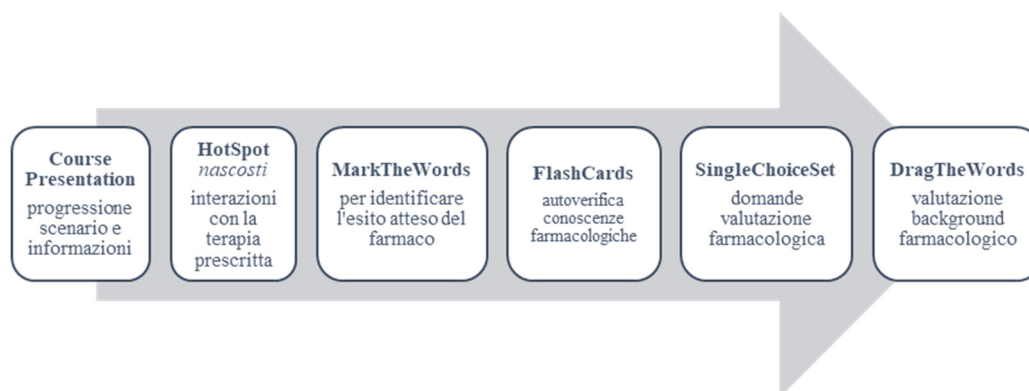 Course
Presentation
progressione
scenario e
informazioni
HotSpot
nascosti
interazioni
con la
terapia
prescritta
MarkTheWords
per identificare
l'esito atteso del
farmaco
FlashCards
autoverifica
conoscenze
farmacologiche
SingleChoiceSet
domande
valutazione
farmacologica
DragTheWords
valutazione
background
farmacologico